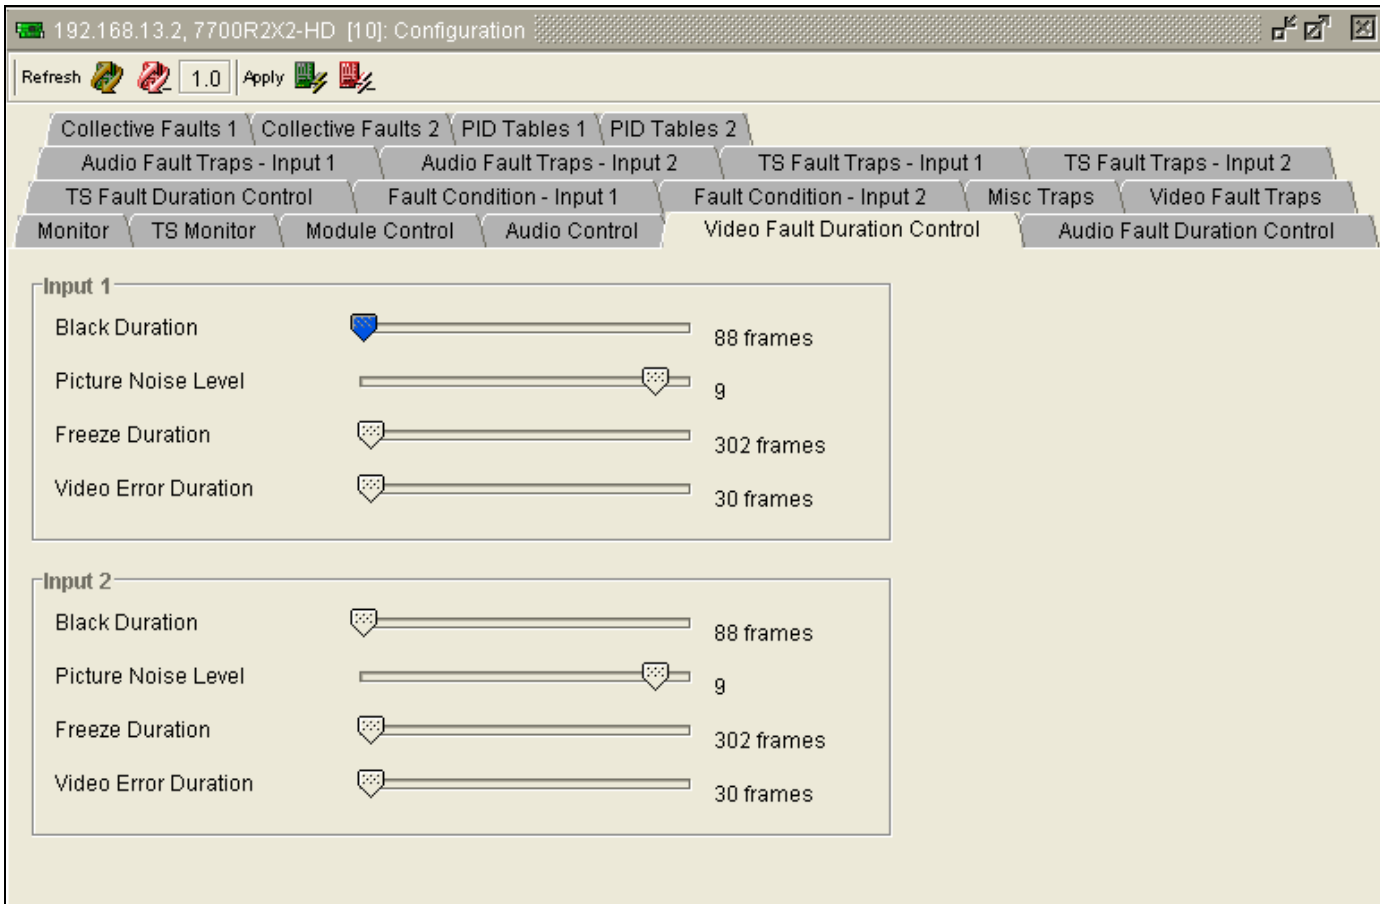 192.168.13.2, 7700R2X2-HD [10]: Configuration
Refresh 1.0 Apply
Collective Faults 1 Collective Faults 2 PID Tables 1 PID Tables 2
Audio Fault Traps - Input 1 Audio Fault Traps - Input 2 TS Fault Traps - Input 1 TS Fault Traps - Input 2
TS Fault Duration Control Fault Condition - Input 1 Fault Condition - Input 2 Misc Traps Video Fault Traps
Monitor TS Monitor Module Control Audio Control Video Fault Duration Control Audio Fault Duration Control
Input 1
Black Duration 88 frames
Picture Noise Level 9
Freeze Duration 302 frames
Video Error Duration 30 frames
Input 2
Black Duration 88 frames
Picture Noise Level 9
Freeze Duration 302 frames
Video Error Duration 30 frames